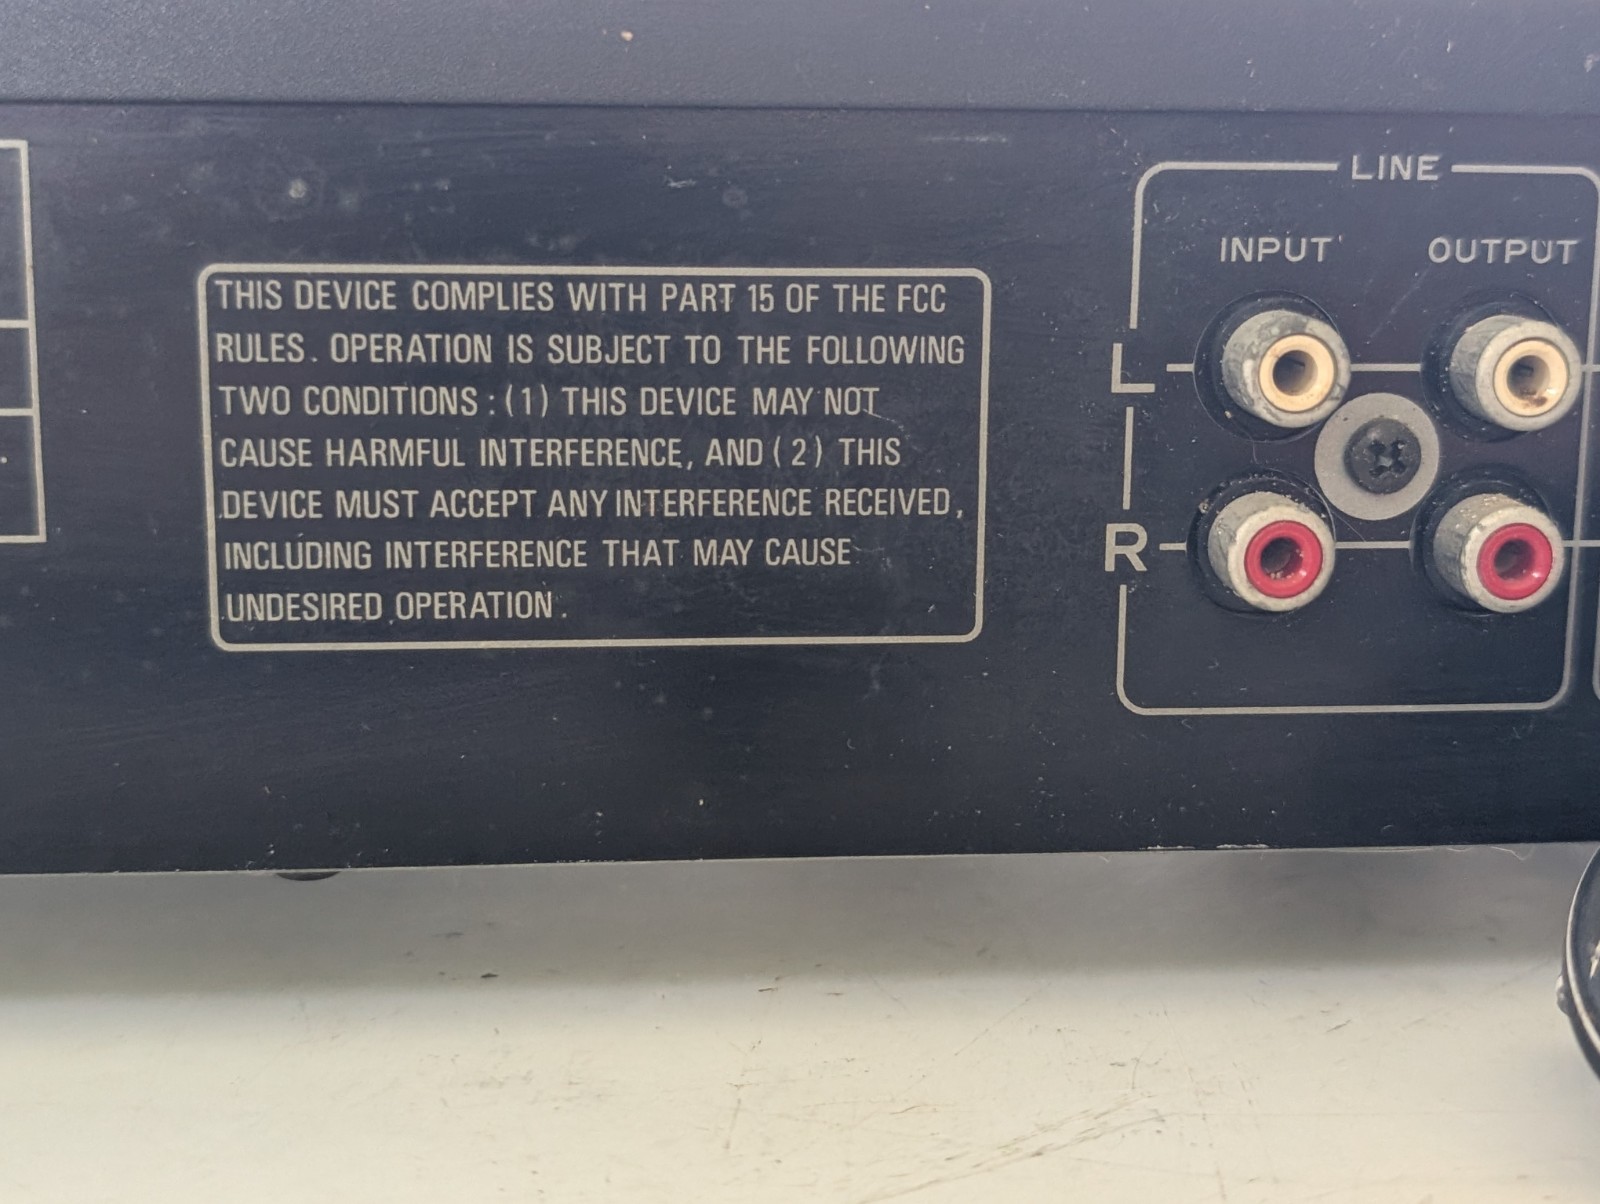 THIS DEVICE COMPLIES WITH PART 15 OF THE FCC
RULES. OPERATION IS SUBJECT TO THE FOLLOWING
TWO CONDITIONS : (1) THIS DEVICE MAY NOT
CAUSE HARMFUL INTERFERENCE, AND (2) THIS
DEVICE MUST ACCEPT ANY INTERFERENCE RECEIVED,
INCLUDING INTERFERENCE THAT MAY CAUSE
UNDESIRED OPERATION.
LINE
INPUT OUTPUT
L
R